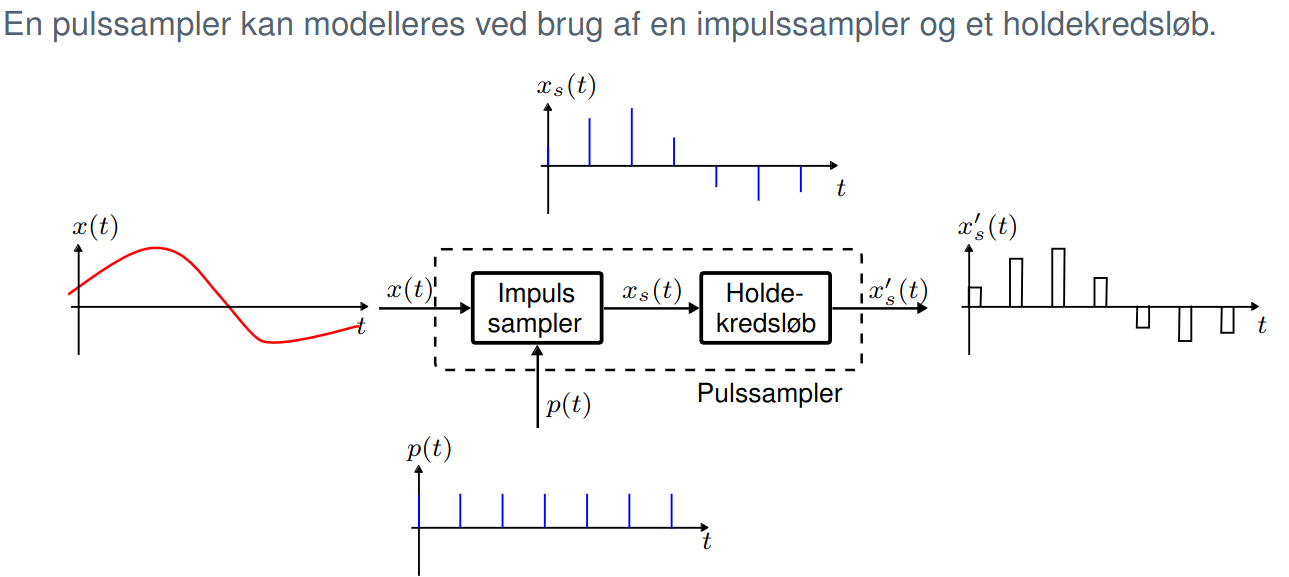 En pulssampler kan modelleres ved brug af en impulssampler og et holdekredsløb.
x_s(t)
t
x(t)
t
x(t)
Impuls
sampler
x_s(t)
Holde-
kredsløb
x'_s(t)
x'_s(t)
t
Pulssampler
p(t)
p(t)
t